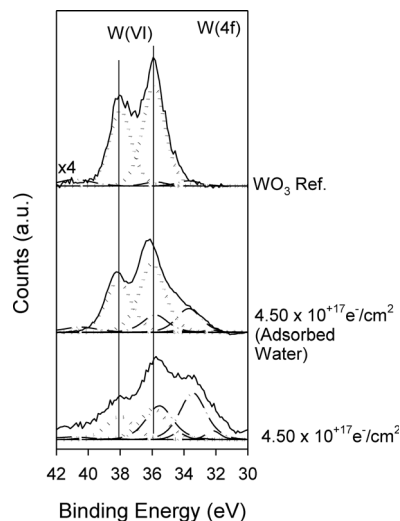 W(VI)
W(4f)
x4
WO₃ Ref.
4.50 x 10⁺¹⁷e⁻/cm²
(Adsorbed
Water)
4.50 x 10⁺¹⁷e⁻/cm²
Counts (a.u.)
42 40 38 36 34 32 30
Binding Energy (eV)